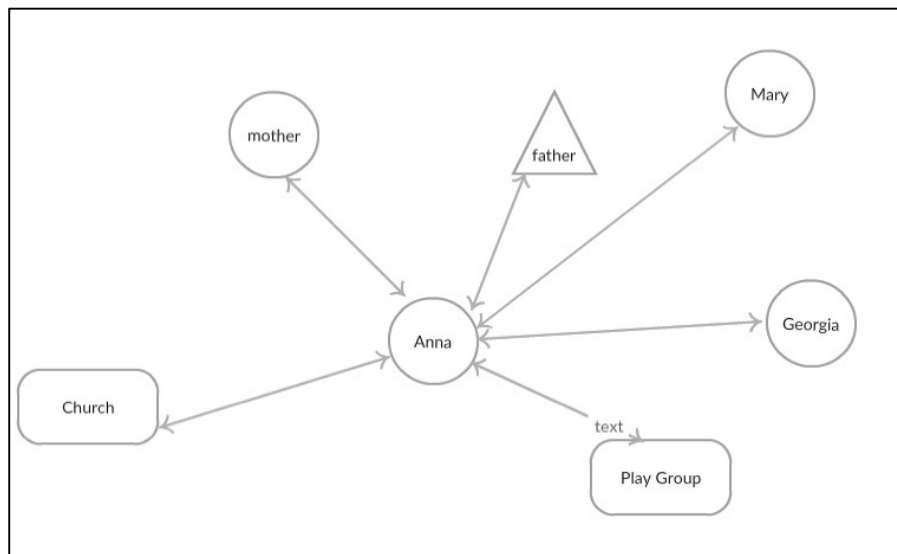 Mary
mother
father
Georgia
Anna
Church
text
Play Group